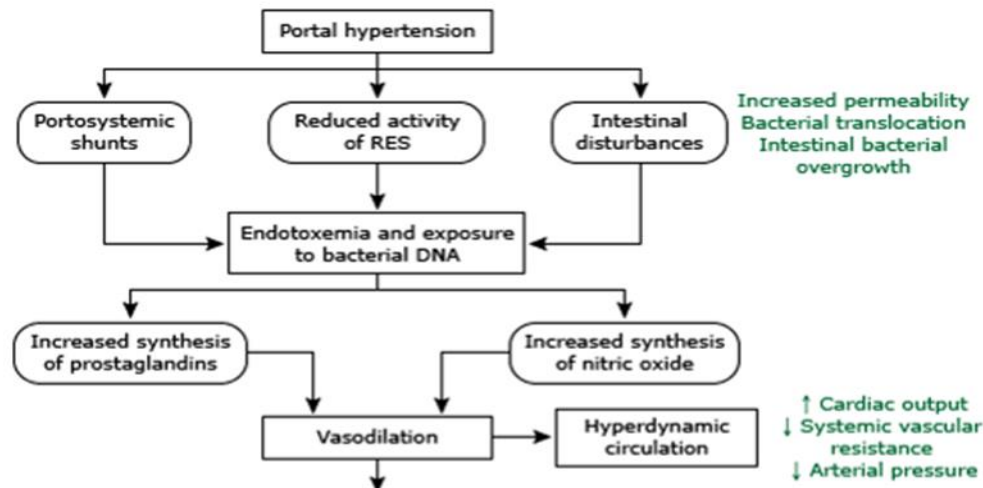 Portal hypertension
Portosystemic
shunts
Reduced activity
of RES
Intestinal
disturbances
Increased permeability
Bacterial translocation
Intestinal bacterial
overgrowth
Endotoxemia and exposure
to bacterial DNA
Increased synthesis
of prostaglandins
Increased synthesis
of nitric oxide
Vasodilation
Hyperdynamic
circulation
↑ Cardiac output
↓ Systemic vascular
resistance
↓ Arterial pressure